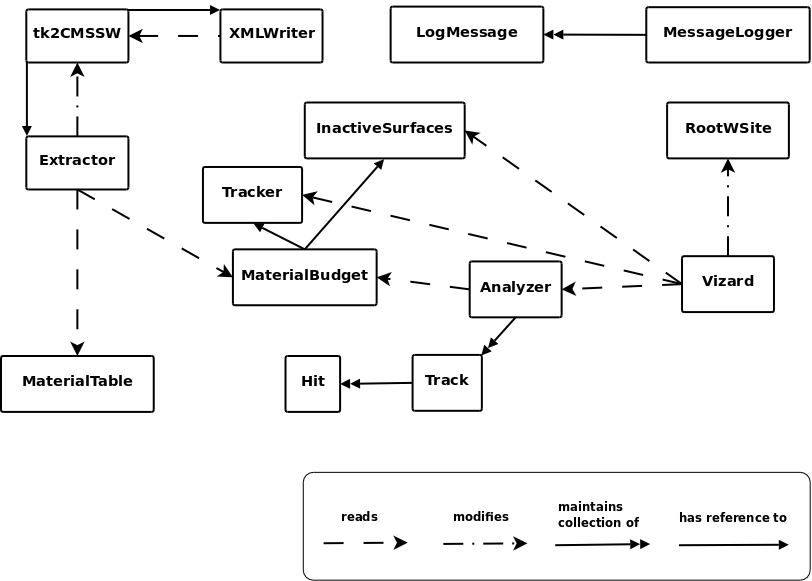 tk2CMSSW
XMLWriter
LogMessage
MessageLogger
InactiveSurfaces
RootWSite
Extractor
Tracker
MaterialBudget
Analyzer
Vizard
MaterialTable
Hit
Track
reads
modifies
maintains
collection of
has reference to